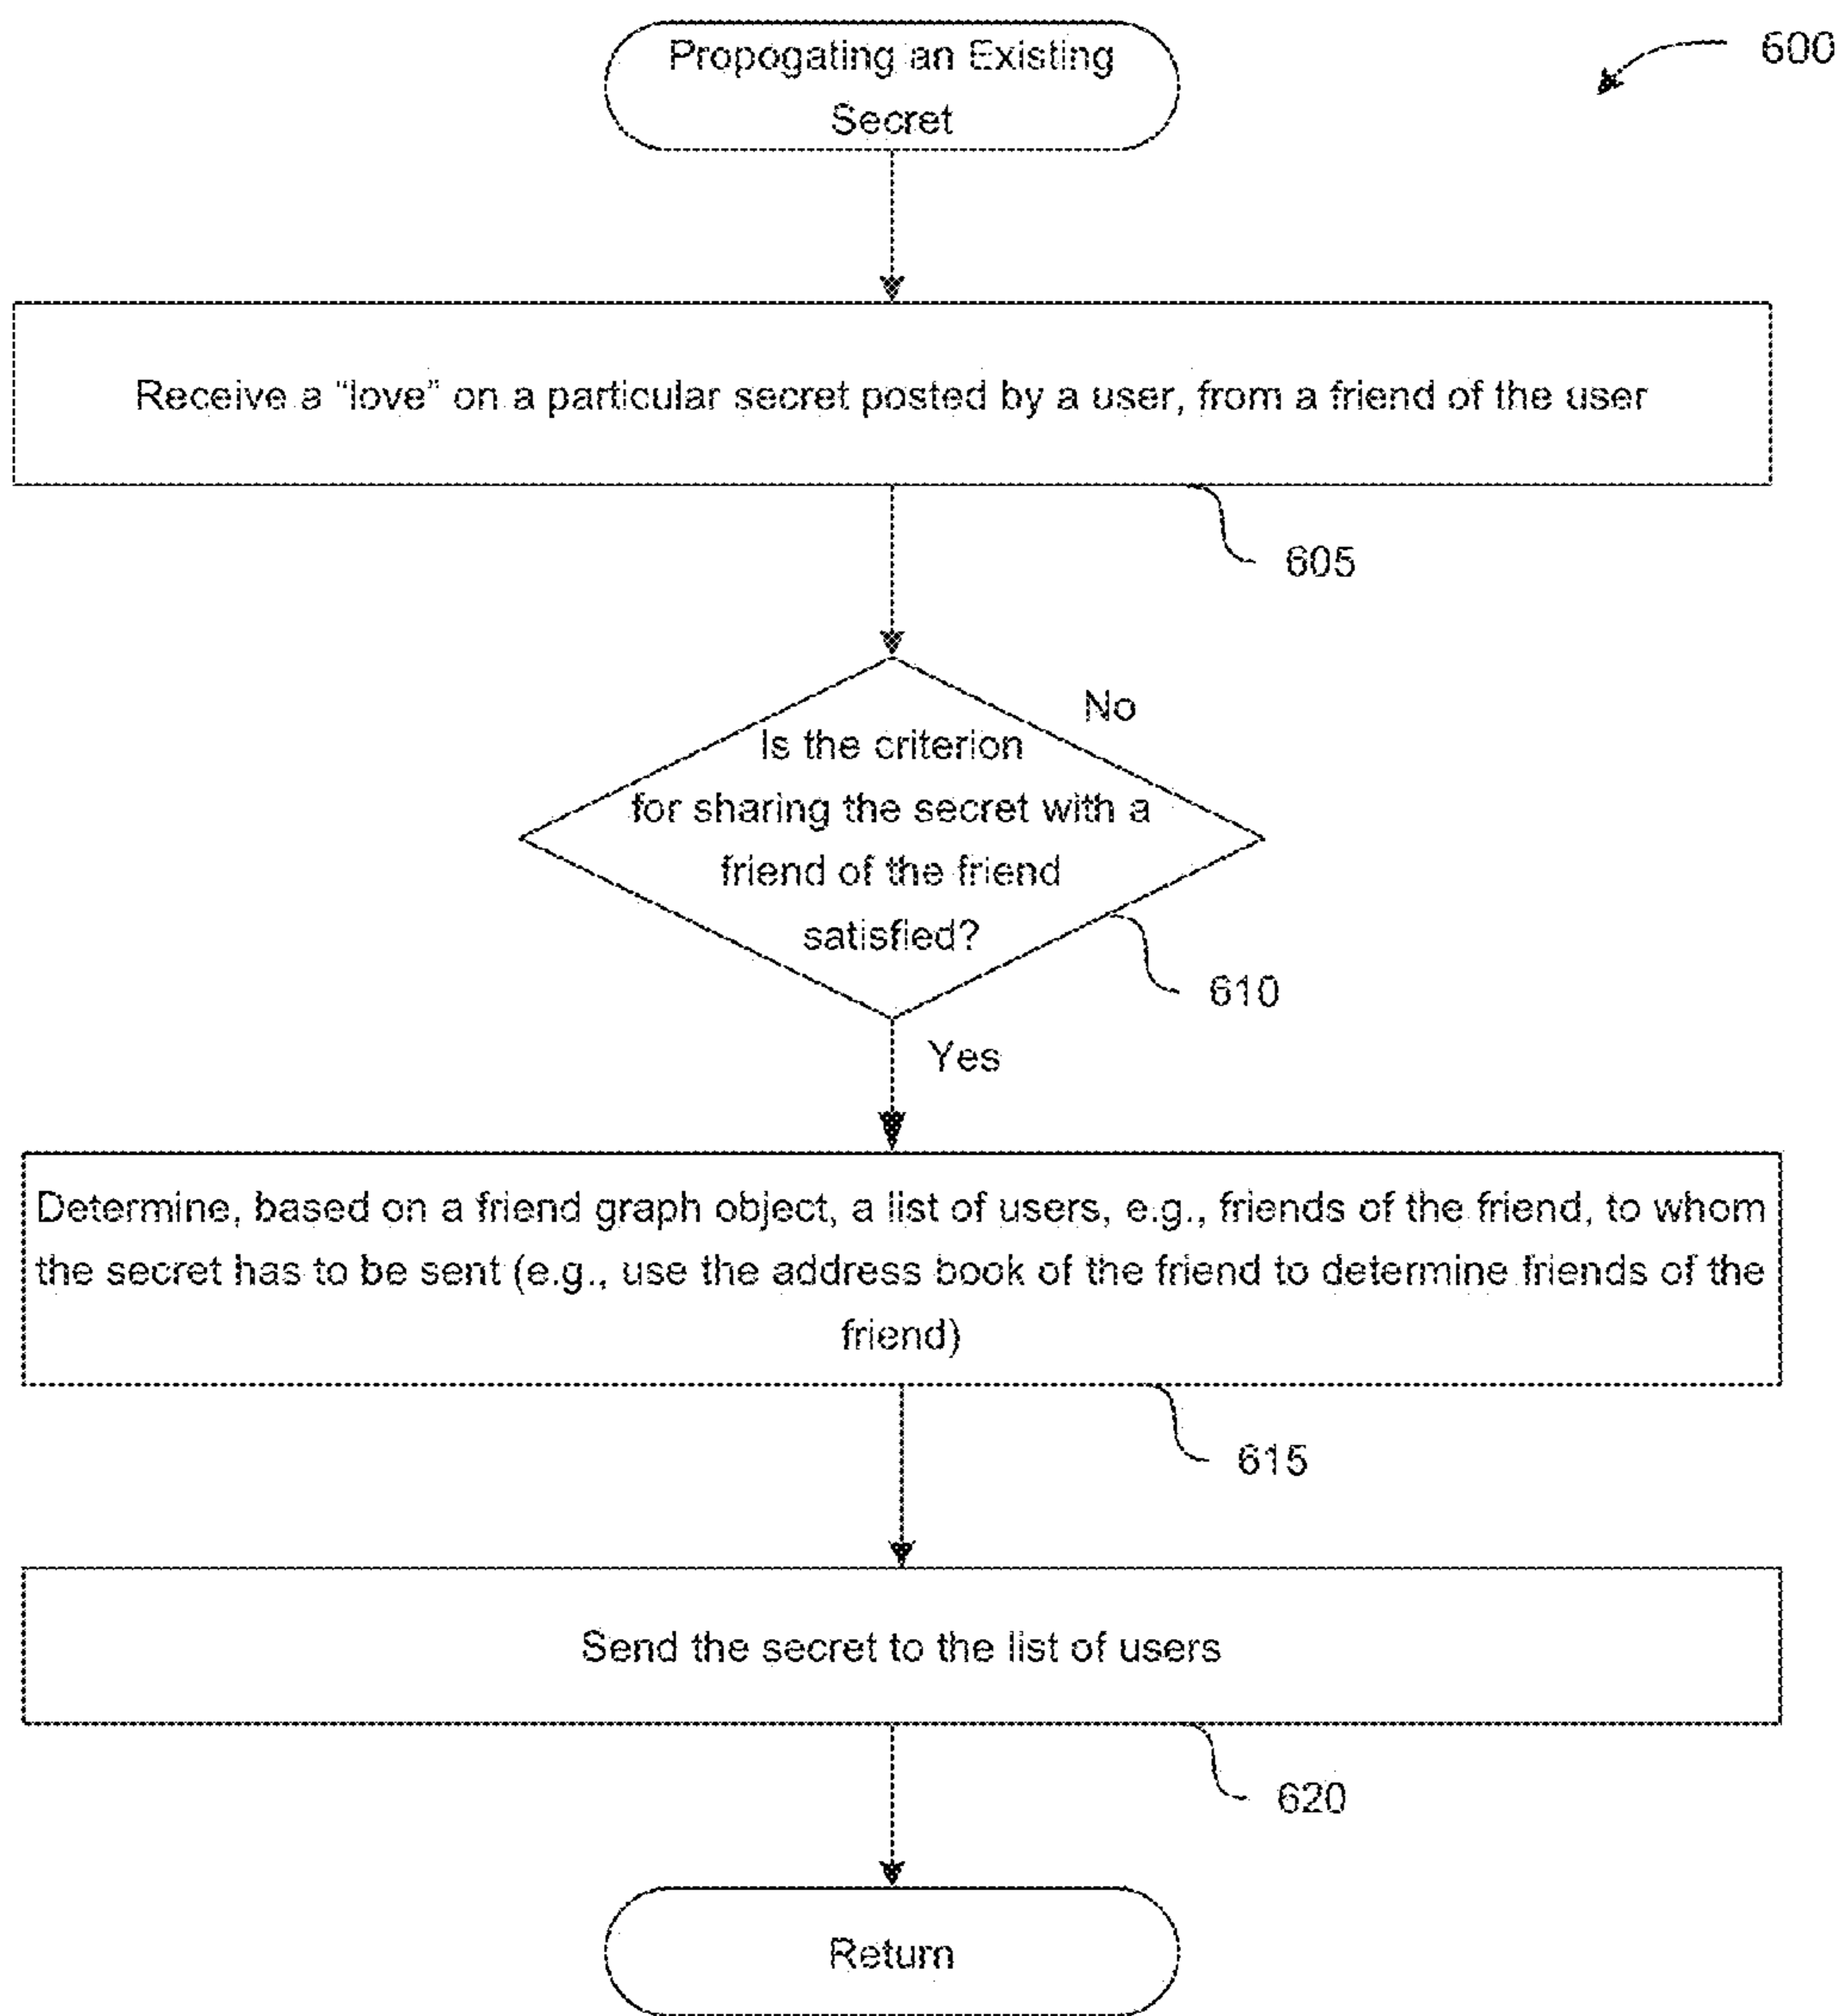 Propogating an Existing
Secret
600
Receive a "love" on a particular secret posted by a user, from a friend of the user
605
No
Is the criterion
for sharing the secret with a
friend of the friend
satisfied?
610
Yes
Determine, based on a friend graph object, a list of users, e.g., friends of the friend, to whom
the secret has to be sent (e.g., use the address book of the friend to determine friends of the
friend)
615
Send the secret to the list of users
620
Return